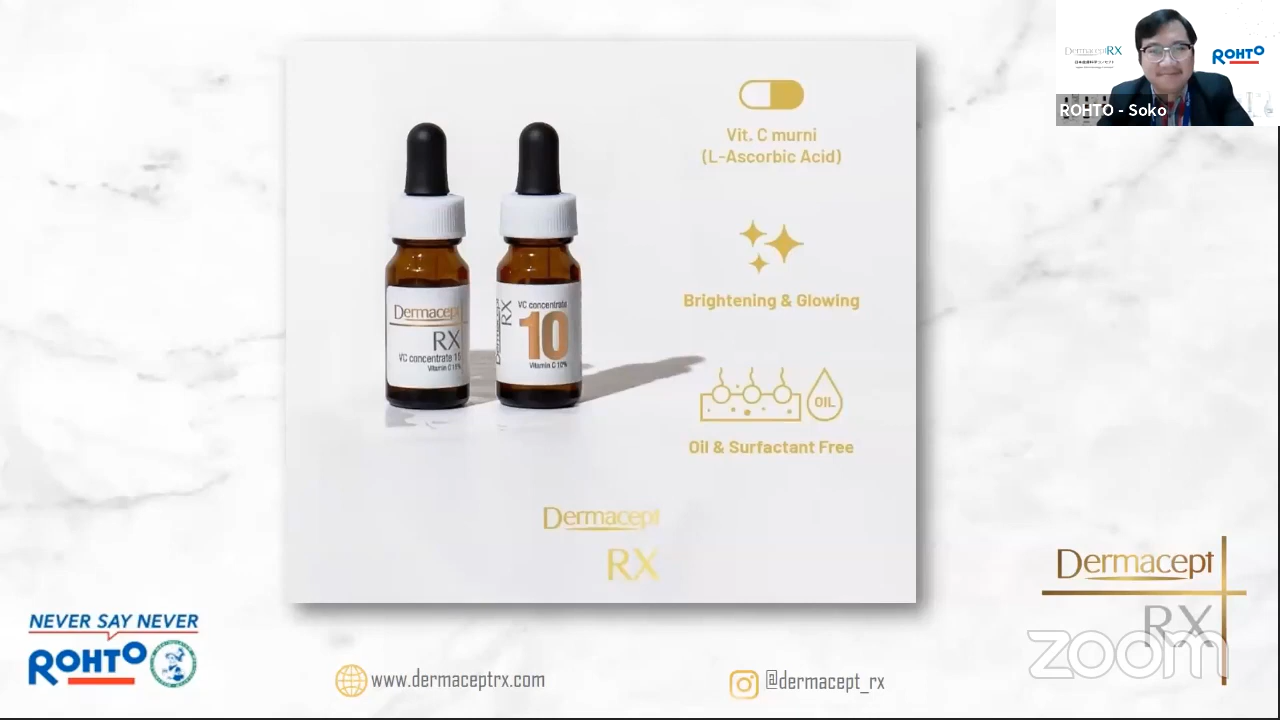 DermaceptRX
ROHTO
ROHTO - Soko
Vit. C murni
(L-Ascorbic Acid)
Brightening & Glowing
OIL
Oil & Surfactant Free
Dermacept
RX
VC concentrate 15
Vitamin C 15%
Dermacept
RX
VC concentrate
10
Vitamin C 10%
Dermacept
RX
NEVER SAY NEVER
ROHTO
www.dermaceptrx.com
@dermacept_rx
Dermacept
RX
zoom